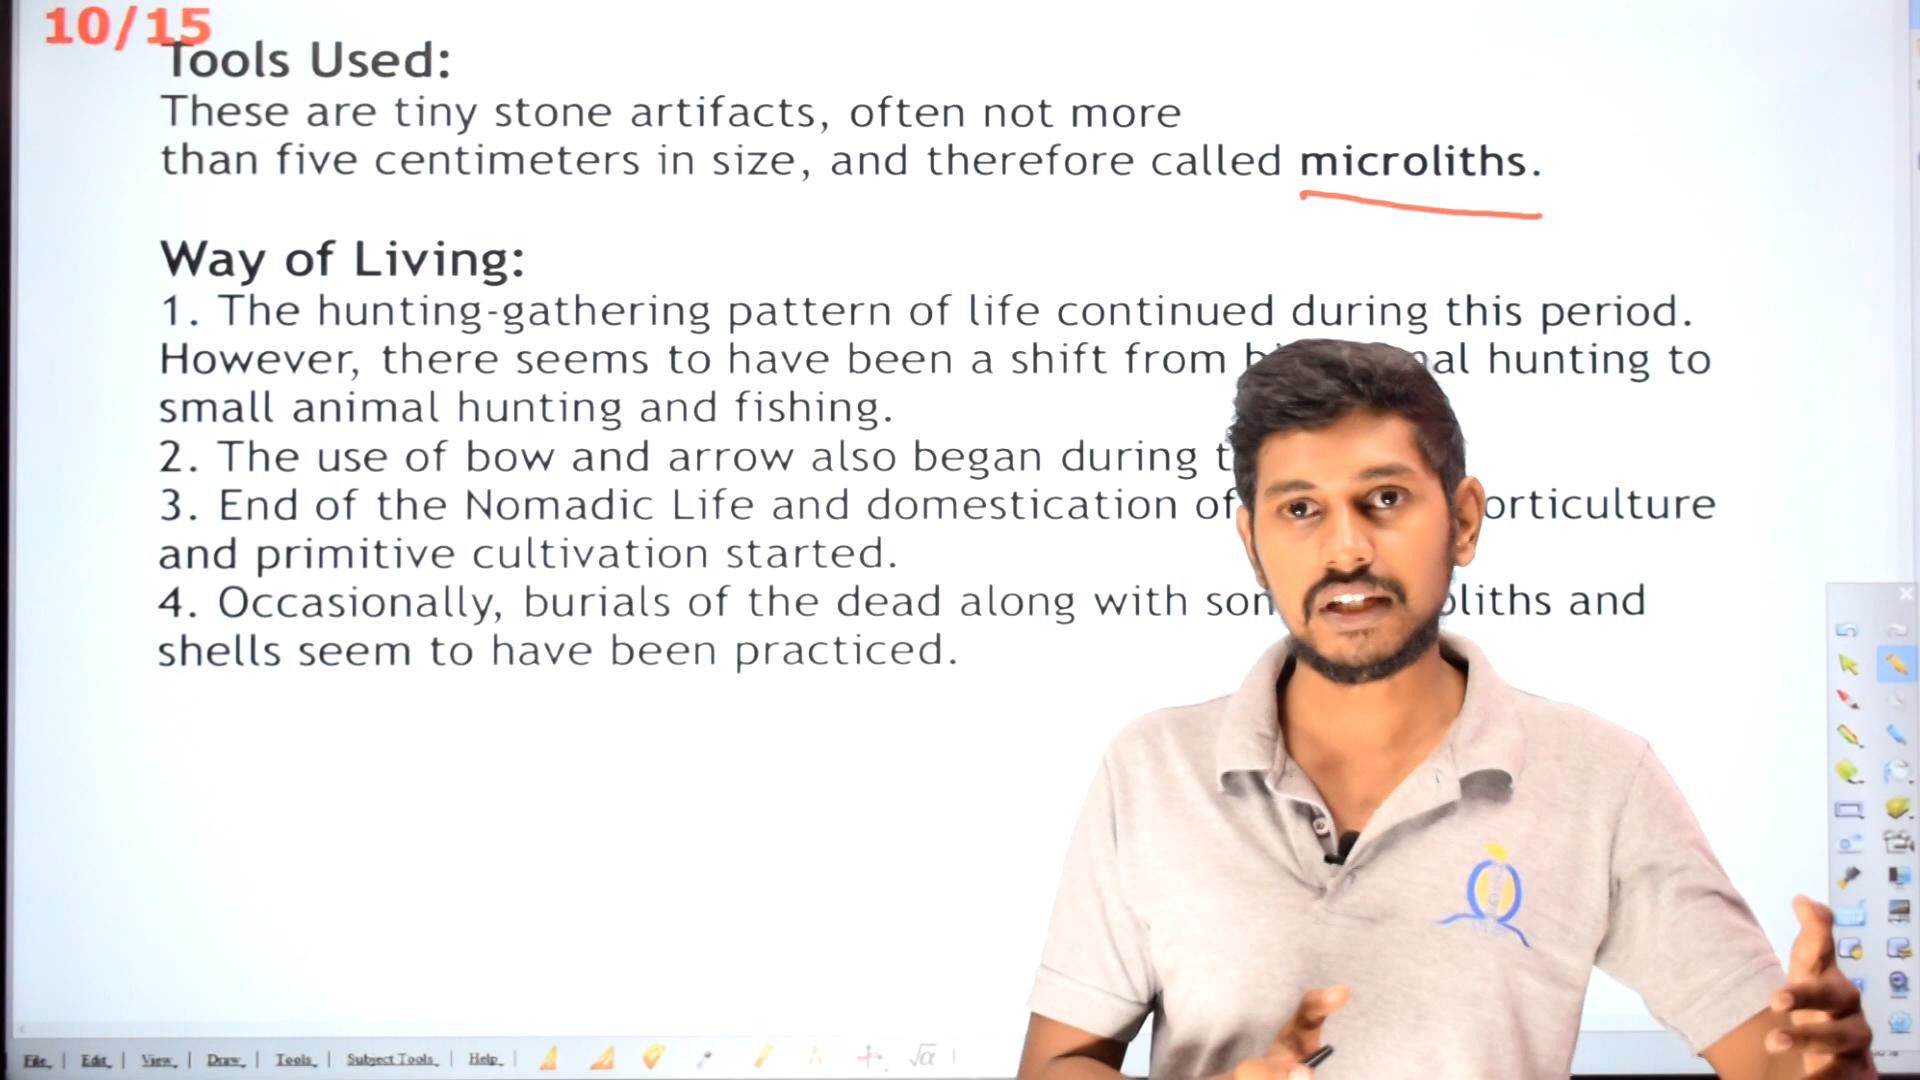 10/15
Tools Used:
These are tiny stone artifacts, often not more
than five centimeters in size, and therefore called microliths.
Way of Living:
1. The hunting-gathering pattern of life continued during this period.
However, there seems to have been a shift from hunting to
small animal hunting and fishing.
2. The use of bow and arrow also began during
3. End of the Nomadic Life and domestication of
and primitive cultivation started.
4. Occasionally, burials of the dead along with and
shells seem to have been practiced.
File Edit View Draw Tools Subject Tools Help
√α